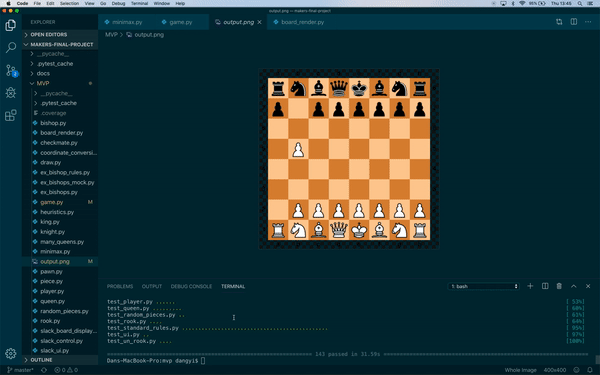 Code File Edit Selection View Go Debug Terminal Window Help
95% Thu 13:45
output.png — makers-final-project
EXPLORER
minimax.py game.py output.png board_render.py
OPEN EDITORS
MVP > output.png
MAKERS-FINAL-PROJECT
__pycache__
.pytest_cache
docs
MVP
__pycache__
.pytest_cache
.coverage
bishop.py
board_render.py
checkmate.py
coordinate_conversi...
draw.py
ex_bishop_rules.py
ex_bishops_mock.py
ex_bishops.py
game.py M
heuristics.py
king.py
knight.py
many_queens.py
minimax.py
output.png M
pawn.py
piece.py
player.py
queen.py
random_pieces.py
rook.py
slack_board_display...
slack_control.py
slack_ui.py
OUTLINE
PROBLEMS OUTPUT DEBUG CONSOLE TERMINAL 1: bash
test_player.py ...... [ 53%]
test_queen.py ......... [ 60%]
test_random_pieces.py .. [ 61%]
test_rook.py .... [ 64%]
test_standard_rules.py [ 95%]
test_ui.py .. [ 97%]
test_un_rook.py .... [100%]
143 passed in 31.59s
Dans-MacBook-Pro:mvp dangyi$
master* 0 0 Whole Image 400x400